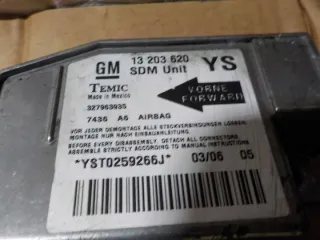 GM 13 203 620 YS
SDM Unit
TEMIC
Made in Mexico
VORNE
FORWARD
327963935
7436 A6 AIRBAG
VOR JEDER DEMONTAGE ALLE STECKVERBINDUNGEN LÖSEN.
MONTAGE NUR NACH EINBAUANLEITUNG.
BEFORE EVERY DISASSEMBLY DETACH ALL CONNECTORS.
ASSEMBLE STRICTLY ACCORDING TO MANUAL INSTRUCTIONS
*YST0259266J* 03/06 05